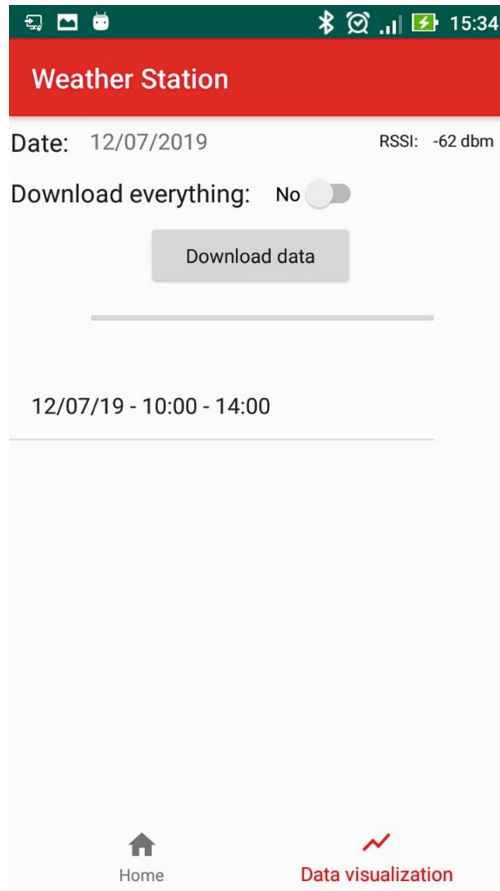 15:34
Weather Station
Date: 12/07/2019 RSSI: -62 dbm
Download everything: No
Download data
12/07/19 - 10:00 - 14:00
Home Data visualization